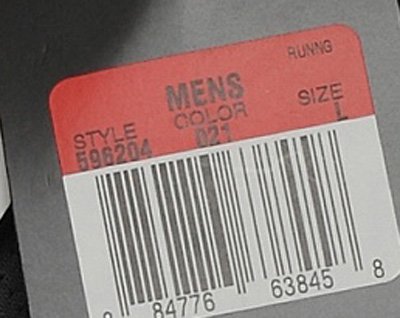 RUNNG
MENS
COLOR
021
SIZE
L
STYLE
596204
84776 63845 8